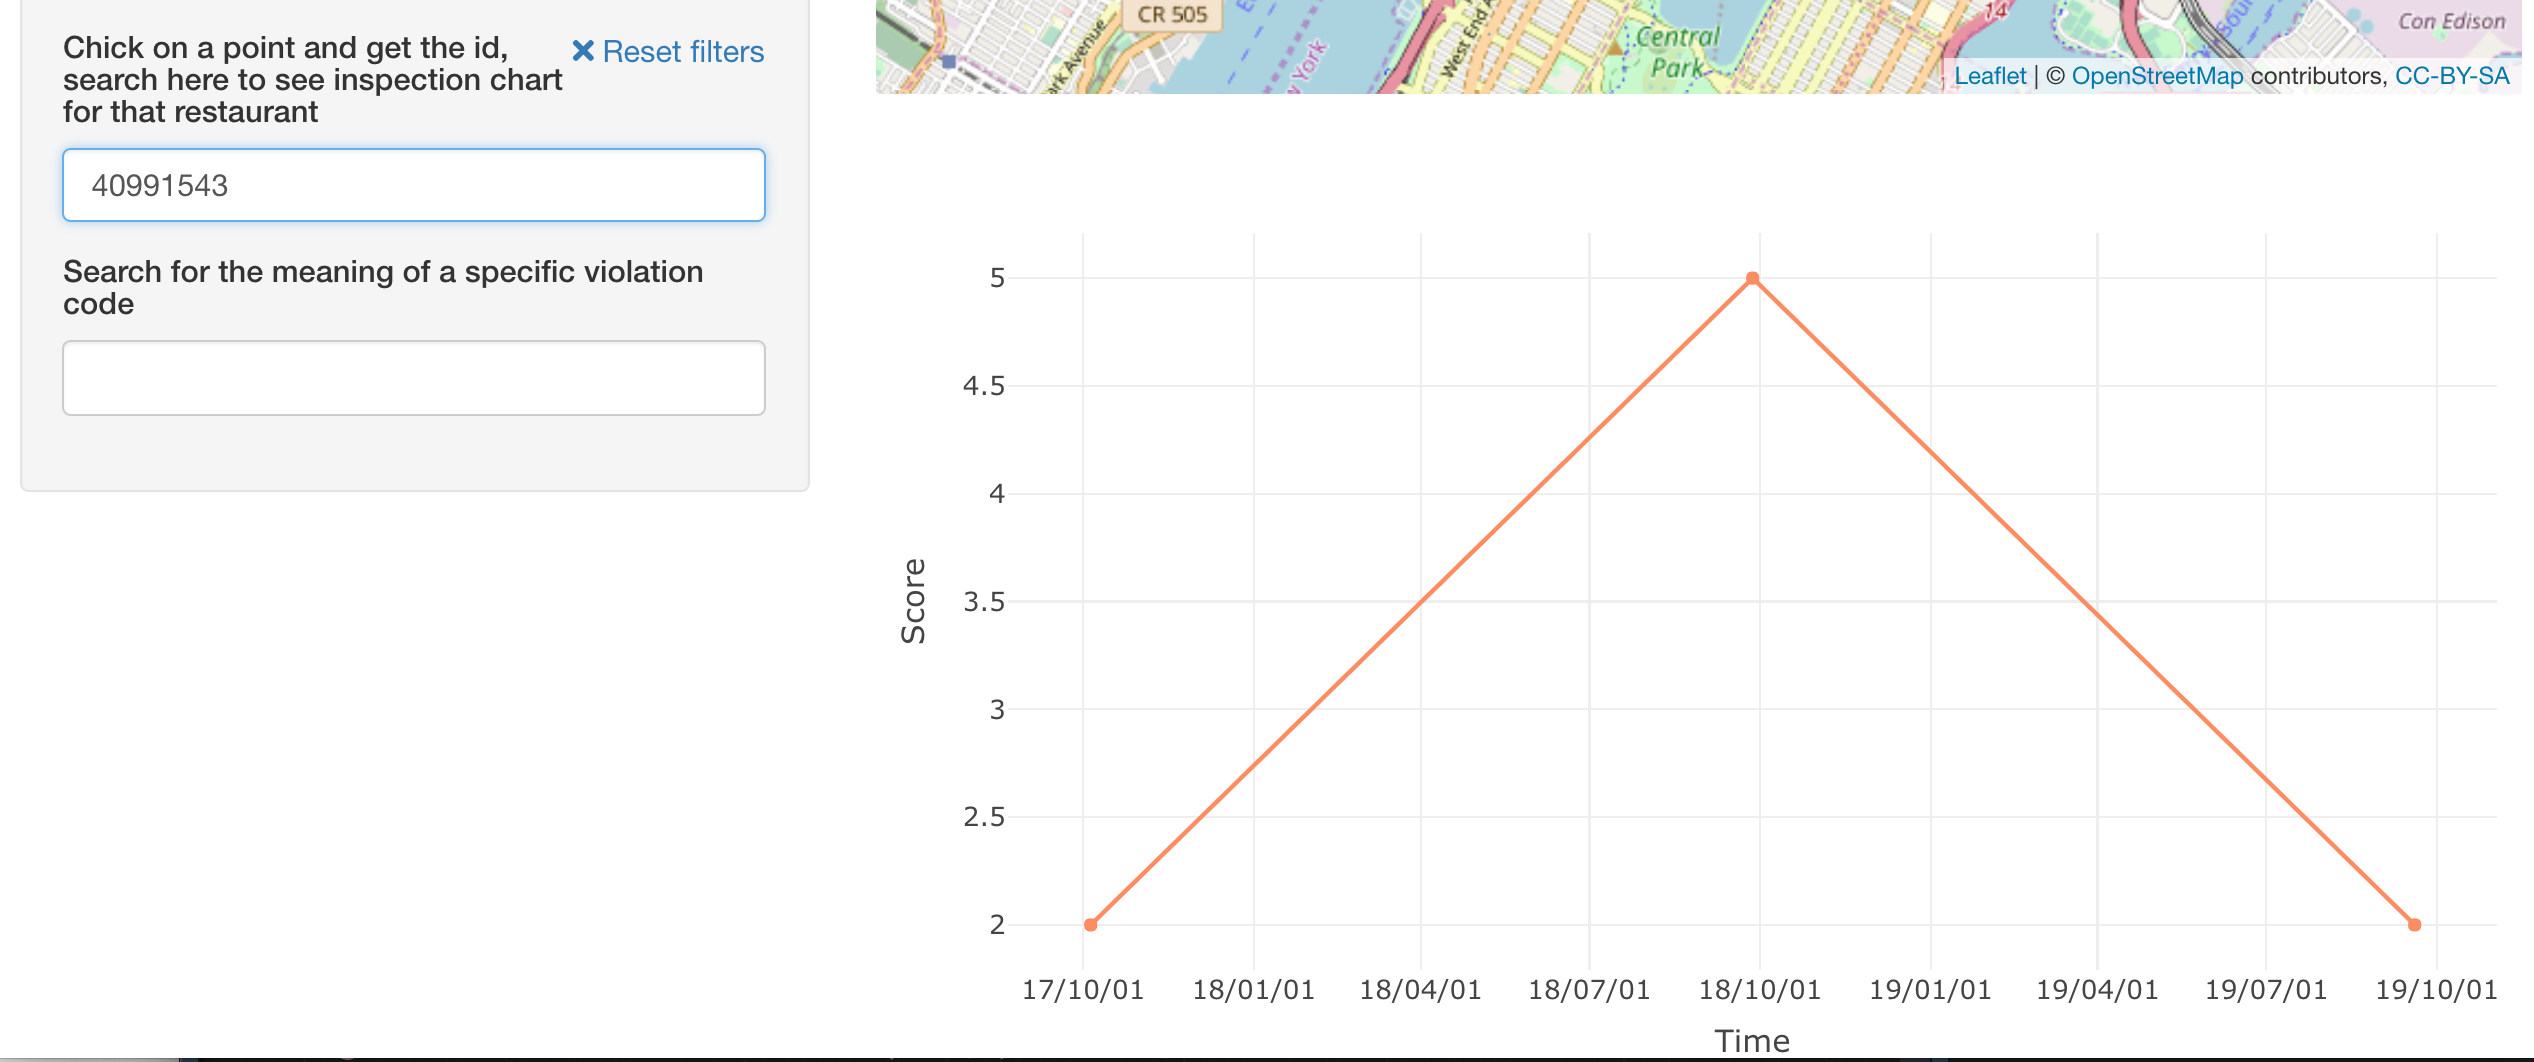 Chick on a point and get the id,
search here to see inspection chart
for that restaurant
Reset filters
40991543
Search for the meaning of a specific violation
code
CR 505
West End A
Central
Park
14
Con Edison
Leaflet | © OpenStreetMap contributors, CC-BY-SA
5
4.5
4
3.5
3
2.5
2
Score
17/10/01 18/01/01 18/04/01 18/07/01 18/10/01 19/01/01 19/04/01 19/07/01 19/10/01
Time